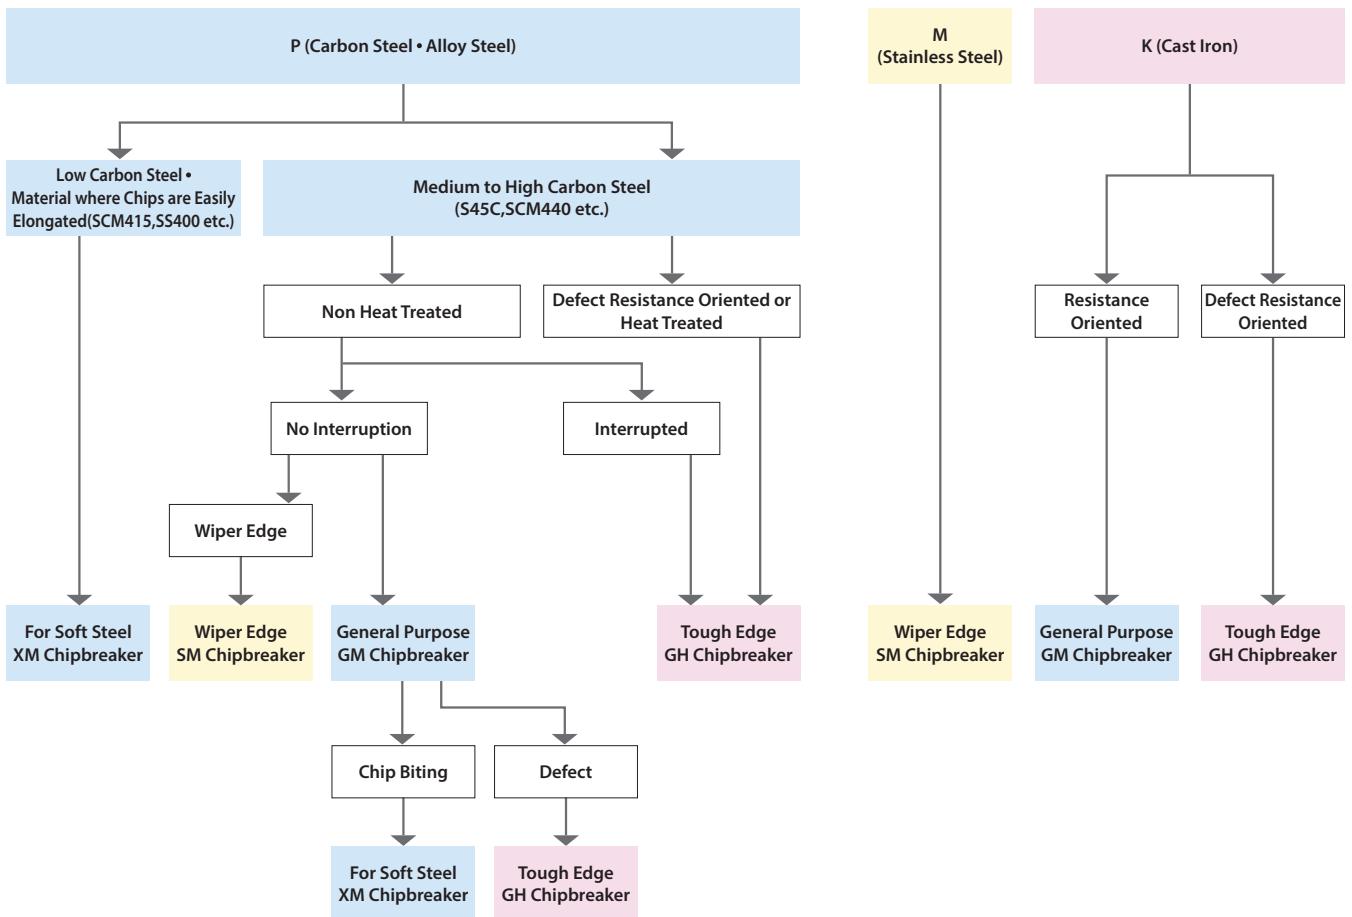 P (Carbon Steel • Alloy Steel)
M
(Stainless Steel)
K (Cast Iron)
Low Carbon Steel •
Material where Chips are Easily
Elongated(SCM415,SS400 etc.)
Medium to High Carbon Steel
(S45C,SCM440 etc.)
Non Heat Treated
Defect Resistance Oriented or
Heat Treated
Resistance
Oriented
Defect Resistance
Oriented
No Interruption
Interrupted
Wiper Edge
For Soft Steel
XM Chipbreaker
Wiper Edge
SM Chipbreaker
General Purpose
GM Chipbreaker
Tough Edge
GH Chipbreaker
Wiper Edge
SM Chipbreaker
General Purpose
GM Chipbreaker
Tough Edge
GH Chipbreaker
Chip Biting
Defect
For Soft Steel
XM Chipbreaker
Tough Edge
GH Chipbreaker